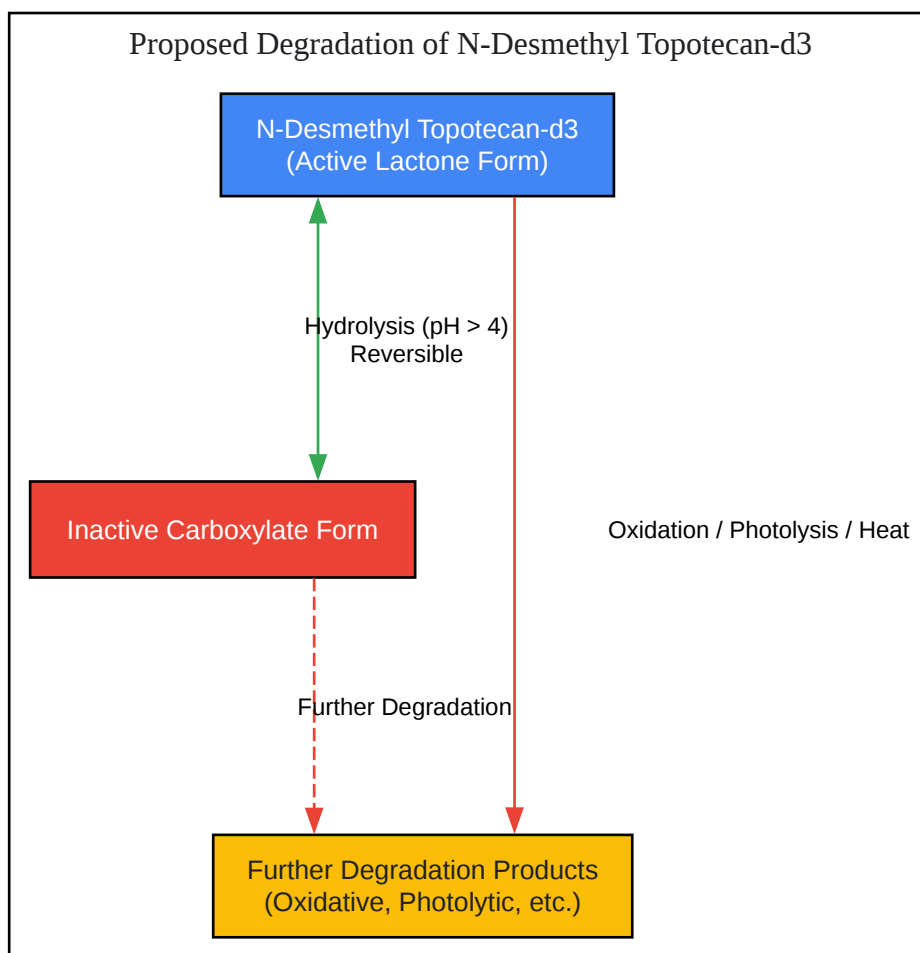 Proposed Degradation of N-Desmethyl Topotecan-d3
N-Desmethyl Topotecan-d3
(Active Lactone Form)
Hydrolysis (pH > 4)
Reversible
Inactive Carboxylate Form
Oxidation / Photolysis / Heat
Further Degradation
Further Degradation Products
(Oxidative, Photolytic, etc.)